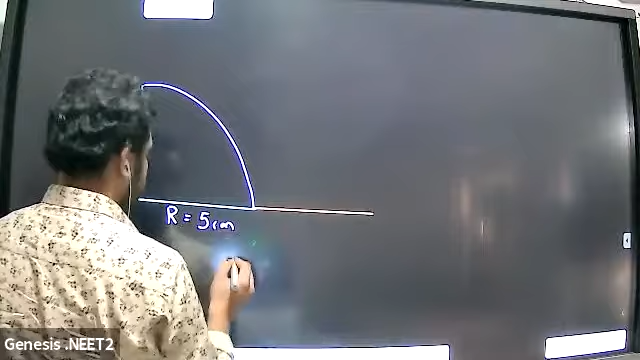 R = 5cm
Genesis .NEET2